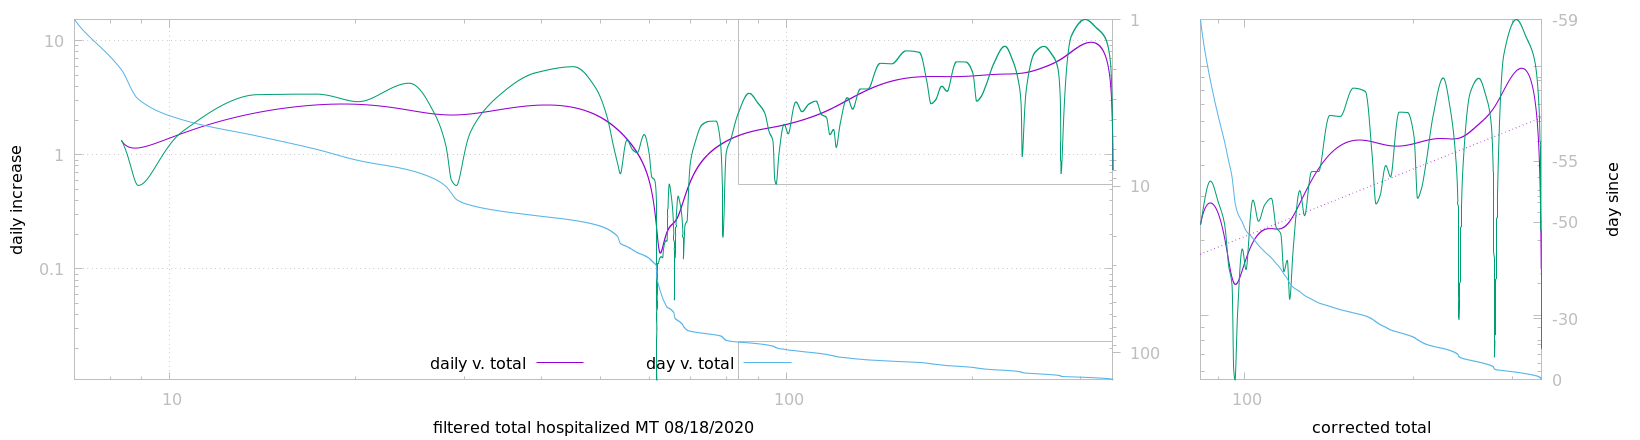 10
1
0.1
daily increase
1
10
100
daily v. total
day v. total
10
100
filtered total hospitalized MT 08/18/2020
-59
-55
-50
-30
0
day since
100
corrected total